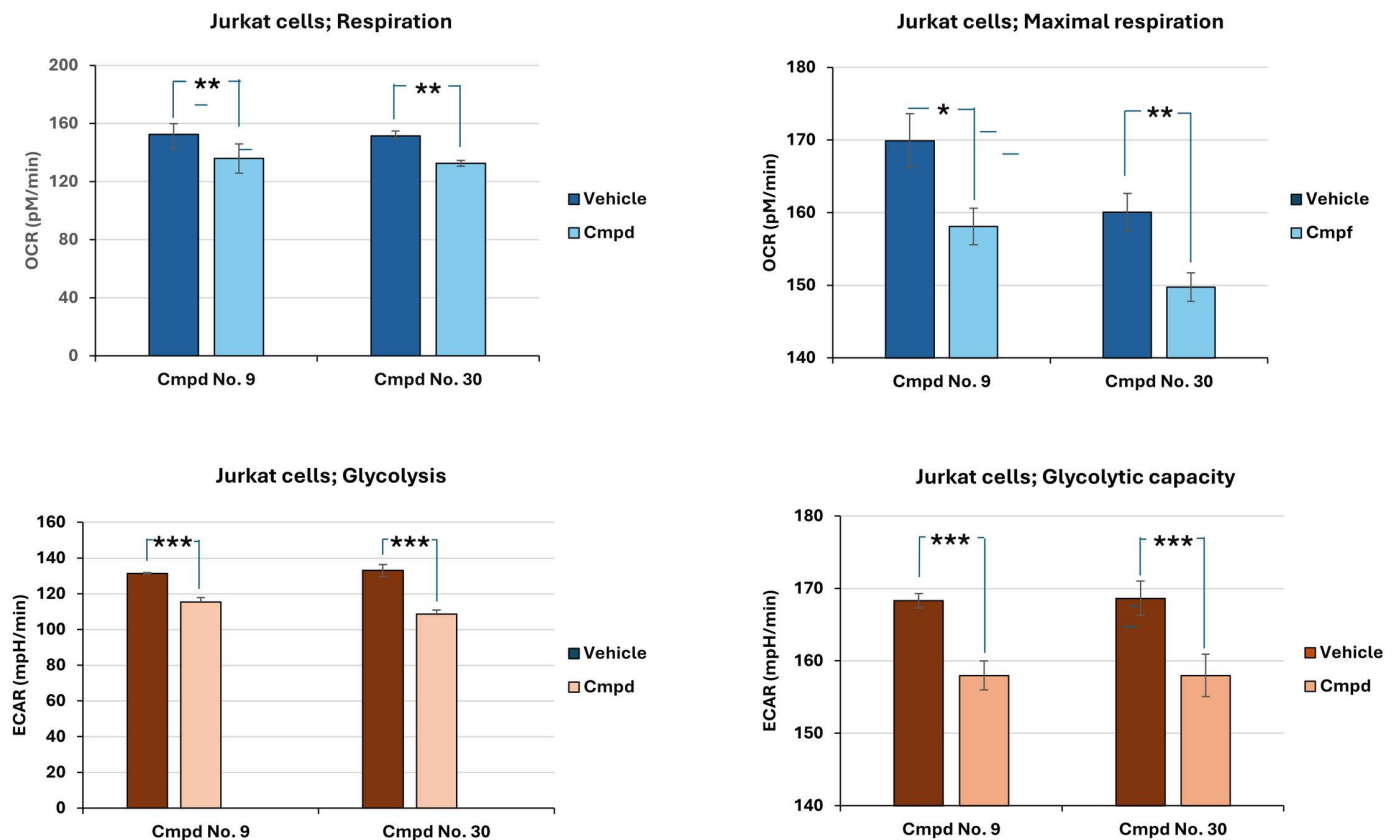 Jurkat cells; Respiration
OCR (pM/min)
200
160
120
80
40
0
**
**
Cmpd No. 9
Cmpd No. 30
Vehicle
Cmpd
Jurkat cells; Maximal respiration
OCR (pM/min)
180
170
160
150
140
*
**
Cmpd No. 9
Cmpd No. 30
Vehicle
Cmpf
Jurkat cells; Glycolysis
ECAR (mpH/min)
160
140
120
100
80
60
40
20
0
***
***
Cmpd No. 9
Cmpd No. 30
Vehicle
Cmpd
Jurkat cells; Glycolytic capacity
ECAR (mpH/min)
180
170
160
150
140
***
***
Cmpd No. 9
Cmpd No. 30
Vehicle
Cmpd